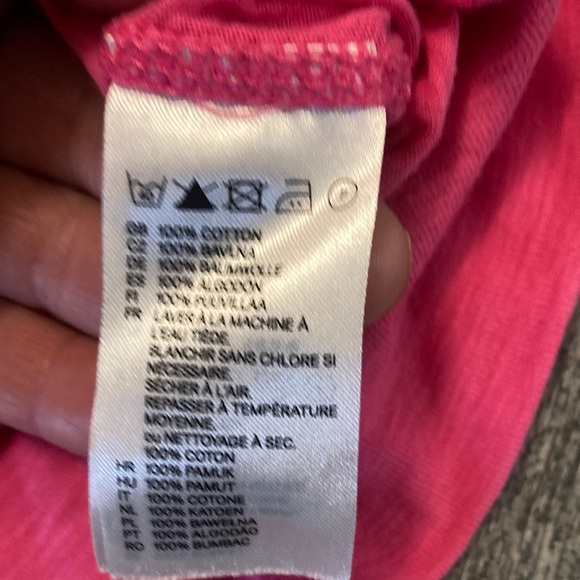 GB 100% COTTON
CZ 100% BAVLNA
DE 100% BAUMWOLLE
ES 100% ALGODON
FI 100% PUUVILLAA
FR LAVER À LA MACHINE À
L'EAU TIÈDE.
BLANCHIR SANS CHLORE SI
NÉCESSAIRE.
SÉCHER À L'AIR.
REPASSER À TEMPÉRATURE
MOYENNE.
OU NETTOYAGE À SEC.
100% COTON
HR 100% PAMUK
HU 100% PAMUT
IT 100% COTONE
NL 100% KATOEN
PL 100% BAWEŁNA
PT 100% ALGODÃO
RO 100% BUMBAC